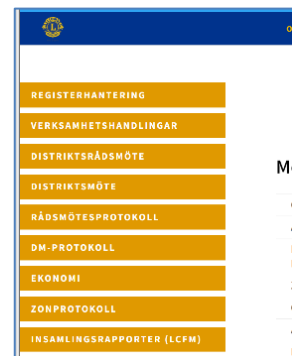 REGISTERHANTERING
VERKSAMHETSHANDLINGAR
DISTRIKTSRÅDSMÖTE
DISTRIKTSMÖTE
RÅDSMÖTESPROTOKOLL
DM-PROTOKOLL
EKONOMI
ZONPROTOKOLL
INSAMLINGSRAPPORTER (LCFM)